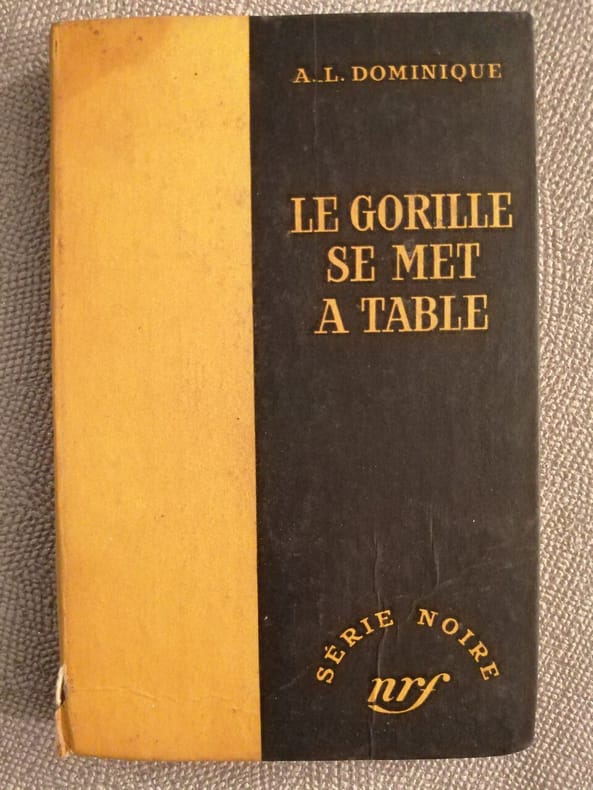 A. L. DOMINIQUE
LE GORILLE
SE MET
A TABLE
SÉRIE NOIRE
nrf